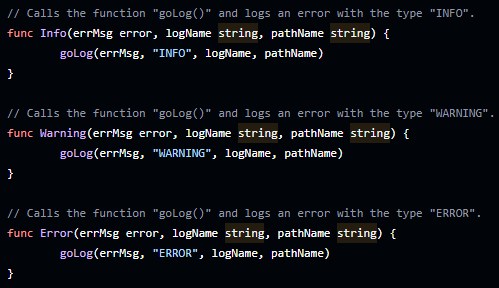 // Calls the function "goLog()" and logs an error with the type "INFO".
func Info(errMsg error, logName string, pathName string) {
goLog(errMsg, "INFO", logName, pathName)
}
// Calls the function "goLog()" and logs an error with the type "WARNING".
func Warning(errMsg error, logName string, pathName string) {
goLog(errMsg, "WARNING", logName, pathName)
}
// Calls the function "goLog()" and logs an error with the type "ERROR".
func Error(errMsg error, logName string, pathName string) {
goLog(errMsg, "ERROR", logName, pathName)
}